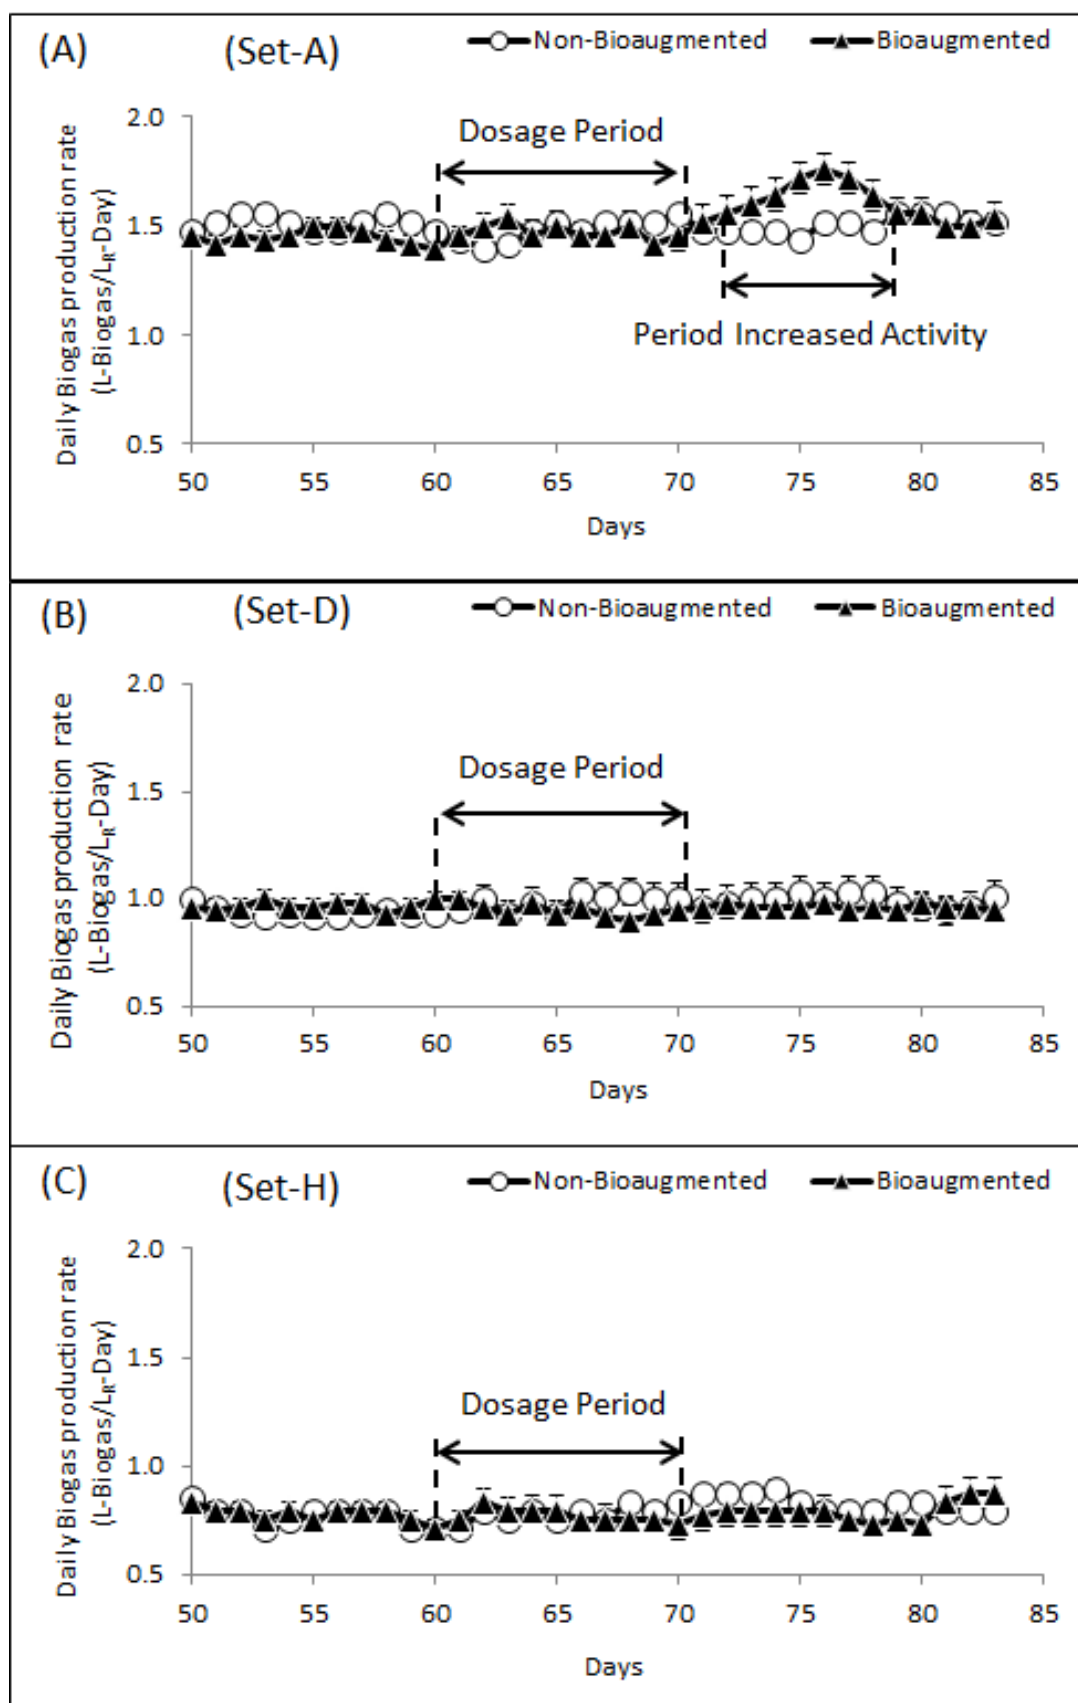 (A) (Set-A) Non-Bioaugmented Bioaugmented
Daily Biogas production rate
(L-Biogas/L_R-Day)
2.0
1.5
1.0
0.5
Dosage Period
Period Increased Activity
50 55 60 65 70 75 80 85
Days
(B) (Set-D) Non-Bioaugmented Bioaugmented
Daily Biogas production rate
(L-Biogas/L_R-Day)
2.0
1.5
1.0
0.5
Dosage Period
50 55 60 65 70 75 80 85
Days
(C) (Set-H) Non-Bioaugmented Bioaugmented
Daily Biogas production rate
(L-Biogas/L_R-Day)
2.0
1.5
1.0
0.5
Dosage Period
50 55 60 65 70 75 80 85
Days